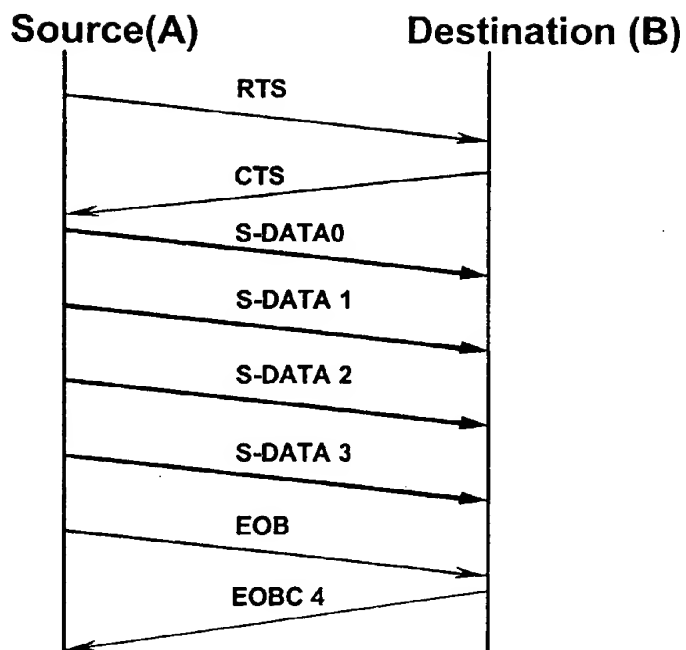 Source(A)
Destination (B)
RTS
CTS
S-DATA0
S-DATA 1
S-DATA 2
S-DATA 3
EOB
EOBC 4